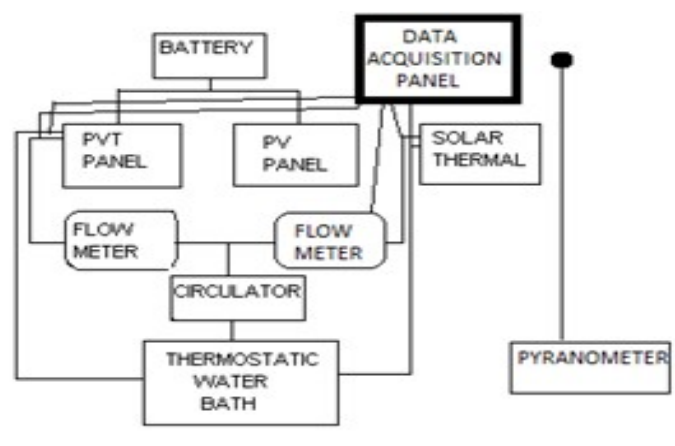 BATTERY
DATA
ACQUISITION
PANEL
PVT
PANEL
PV
PANEL
SOLAR
THERMAL
FLOW
METER
FLOW
METER
CIRCULATOR
THERMOSTATIC
WATER
BATH
PYRANOMETER